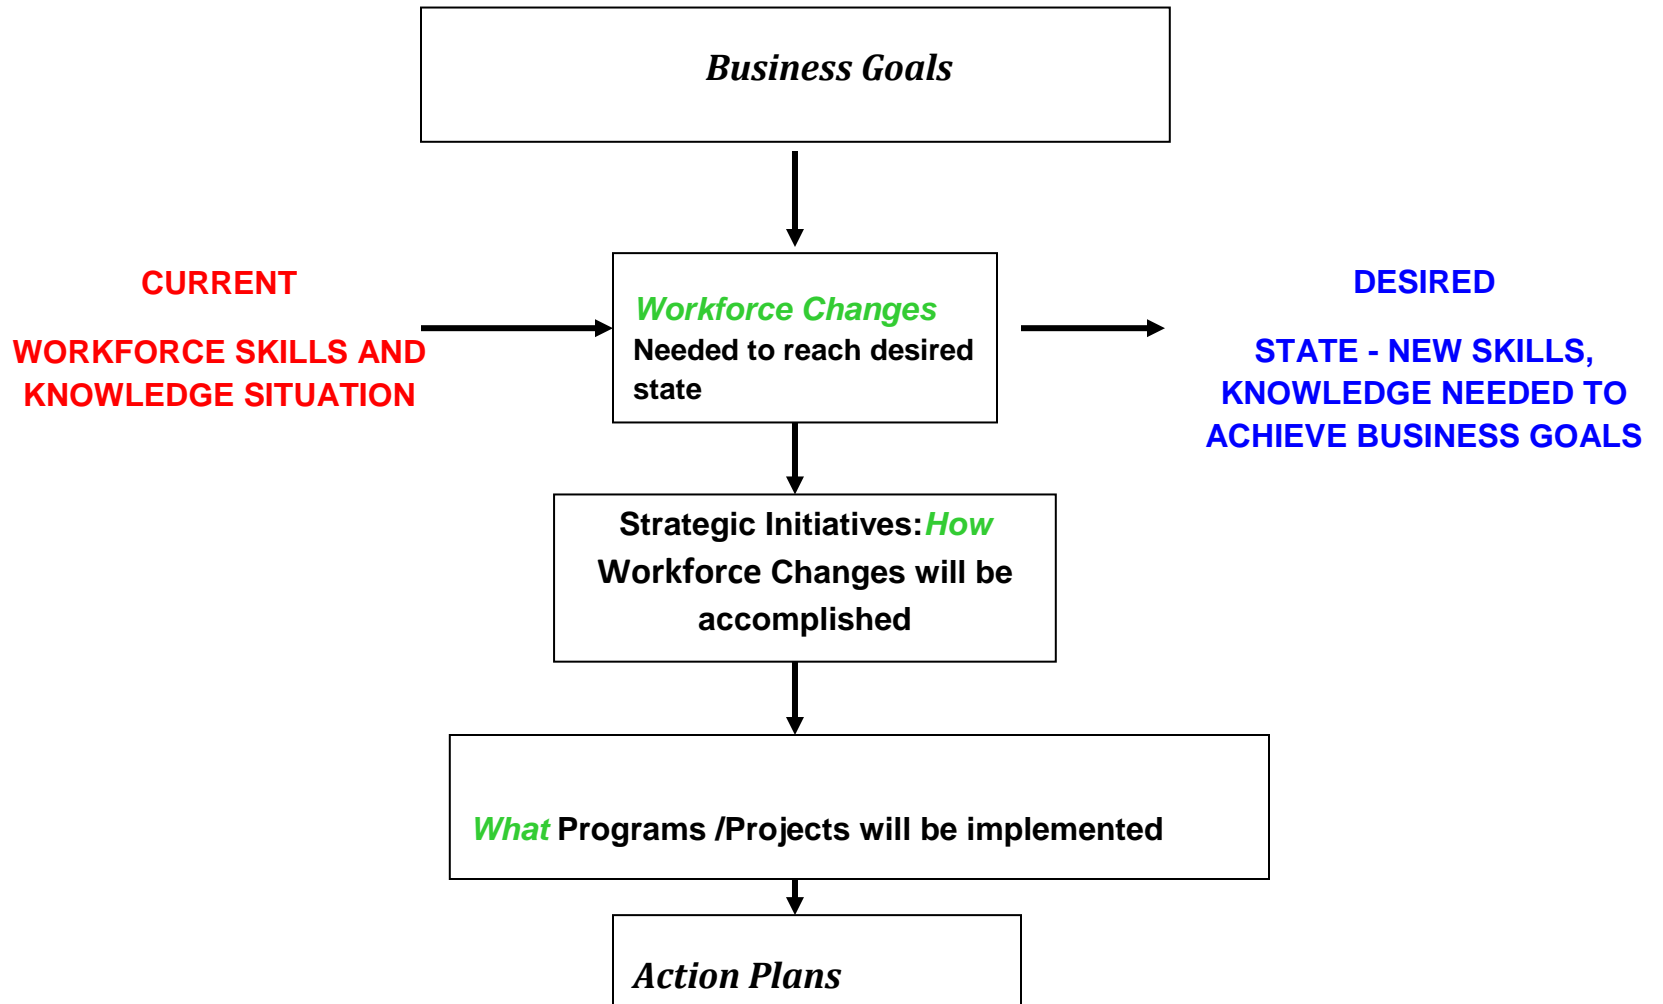 Business Goals
CURRENT
WORKFORCE SKILLS AND
KNOWLEDGE SITUATION
Workforce Changes
Needed to reach desired
state
DESIRED
STATE - NEW SKILLS,
KNOWLEDGE NEEDED TO
ACHIEVE BUSINESS GOALS
Strategic Initiatives:How
Workforce Changes will be
accomplished
What Programs /Projects will be implemented
Action Plans